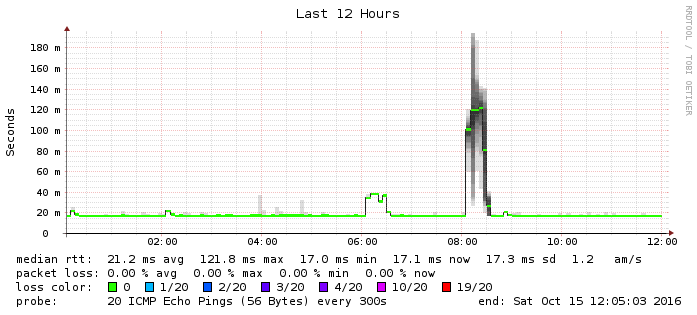 Last 12 Hours
RRDTOOL / TOBI OETIKER
Seconds
180 m
160 m
140 m
120 m
100 m
80 m
60 m
40 m
20 m
0
02:00 04:00 06:00 08:00 10:00 12:00
median rtt: 21.2 ms avg 121.8 ms max 17.0 ms min 17.1 ms now 17.3 ms sd 1.2 am/s
packet loss: 0.00 % avg 0.00 % max 0.00 % min 0.00 % now
loss color: 0 1/20 2/20 3/20 4/20 10/20 19/20
probe: 20 ICMP Echo Pings (56 Bytes) every 300s end: Sat Oct 15 12:05:03 2016